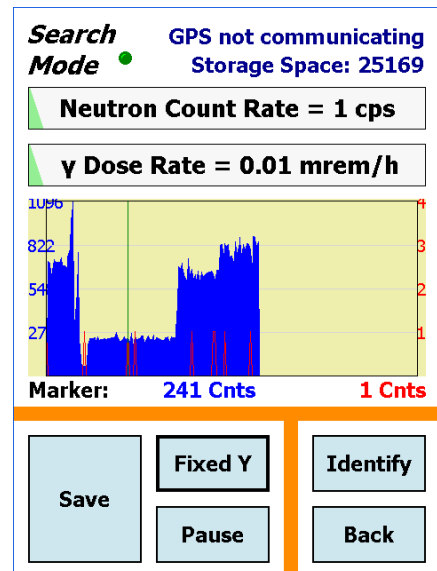 Search Mode
GPS not communicating
Storage Space: 25169
Neutron Count Rate = 1 cps
γ Dose Rate = 0.01 mrem/h
1096
4
822
3
54
2
27
1
Marker: 241 Cnts 1 Cnts
Save
Fixed Y
Identify
Pause
Back